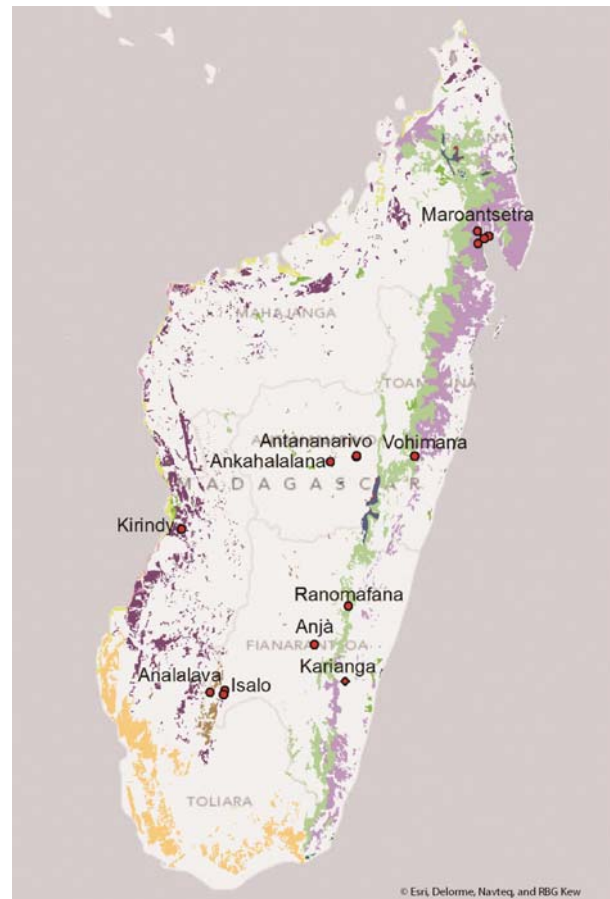 Maroantsetra
MAHAJANGA
Antananarivo
Vohimana
Ankahalalana
MADAGASCAR
Kirindy
Ranomafana
Anjà
FIANARANTSOA
Karianga
Analalava
Isalo
TOLIARA
© Esri, Delorme, Navteq, and RBG Kew